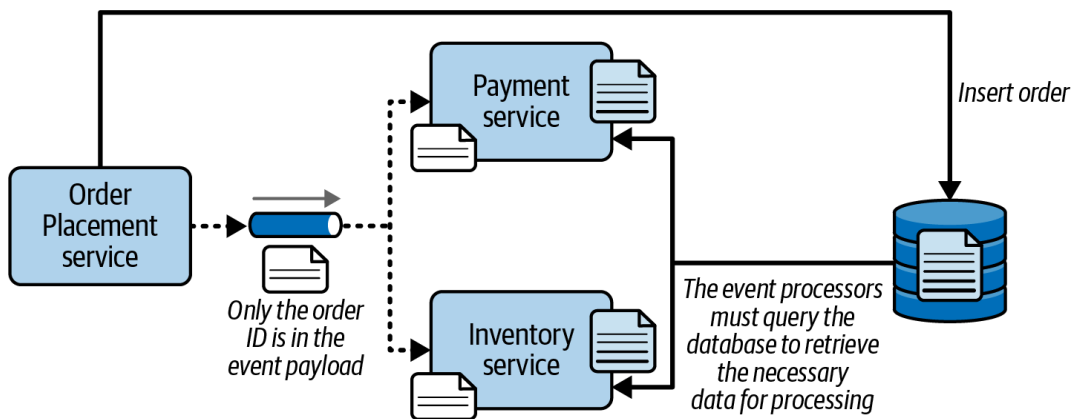 Payment
service
Insert order
Order
Placement
service
Only the order
ID is in the
event payload
Inventory
service
The event processors
must query the
database to retrieve
the necessary
data for processing